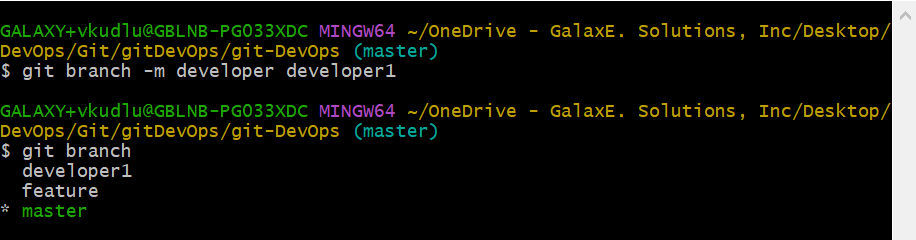 GALAXY+vkudlu@GBLNB-PG033XDC MINGW64 ~/OneDrive - GalaxE. Solutions, Inc/Desktop/
DevOps/Git/gitDevOps/git-DevOps (master)
$ git branch -m developer developer1
GALAXY+vkudlu@GBLNB-PG033XDC MINGW64 ~/OneDrive - GalaxE. Solutions, Inc/Desktop/
DevOps/Git/gitDevOps/git-DevOps (master)
$ git branch
  developer1
  feature
* master